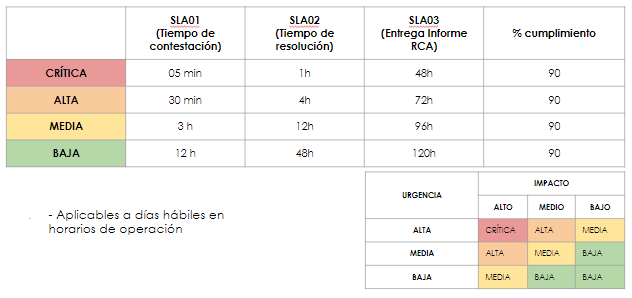 SLA01 (Tiempo de contestación) SLA02 (Tiempo de resolución) SLA03 (Entrega Informe RCA) % cumplimiento
CRÍTICA 05 min 1h 48h 90
ALTA 30 min 4h 72h 90
MEDIA 3 h 12h 96h 90
BAJA 12 h 48h 120h 90
- Aplicables a días hábiles en
horarios de operación
URGENCIA IMPACTO
ALTO MEDIO BAJO
ALTA CRÍTICA ALTA MEDIA
MEDIA ALTA MEDIA BAJA
BAJA MEDIA BAJA BAJA